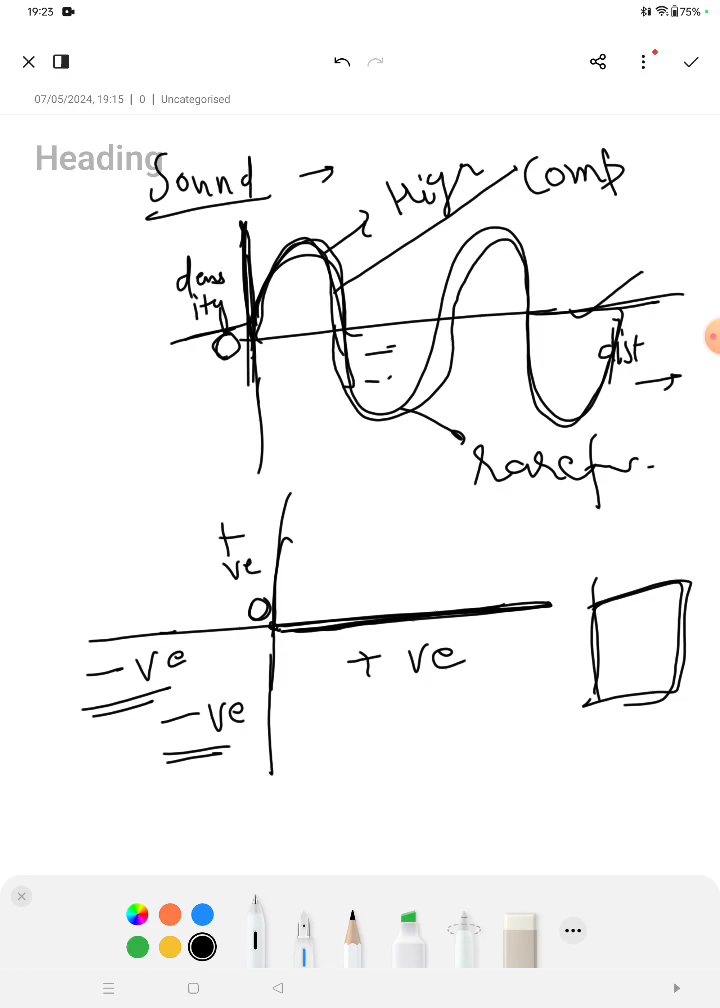 19:23
75%
07/05/2024, 19:15 | 0 | Uncategorised
Heading
Sound → High Comp
dens
ity
0
dist →
+
ve
0
-ve
+ ve
-ve